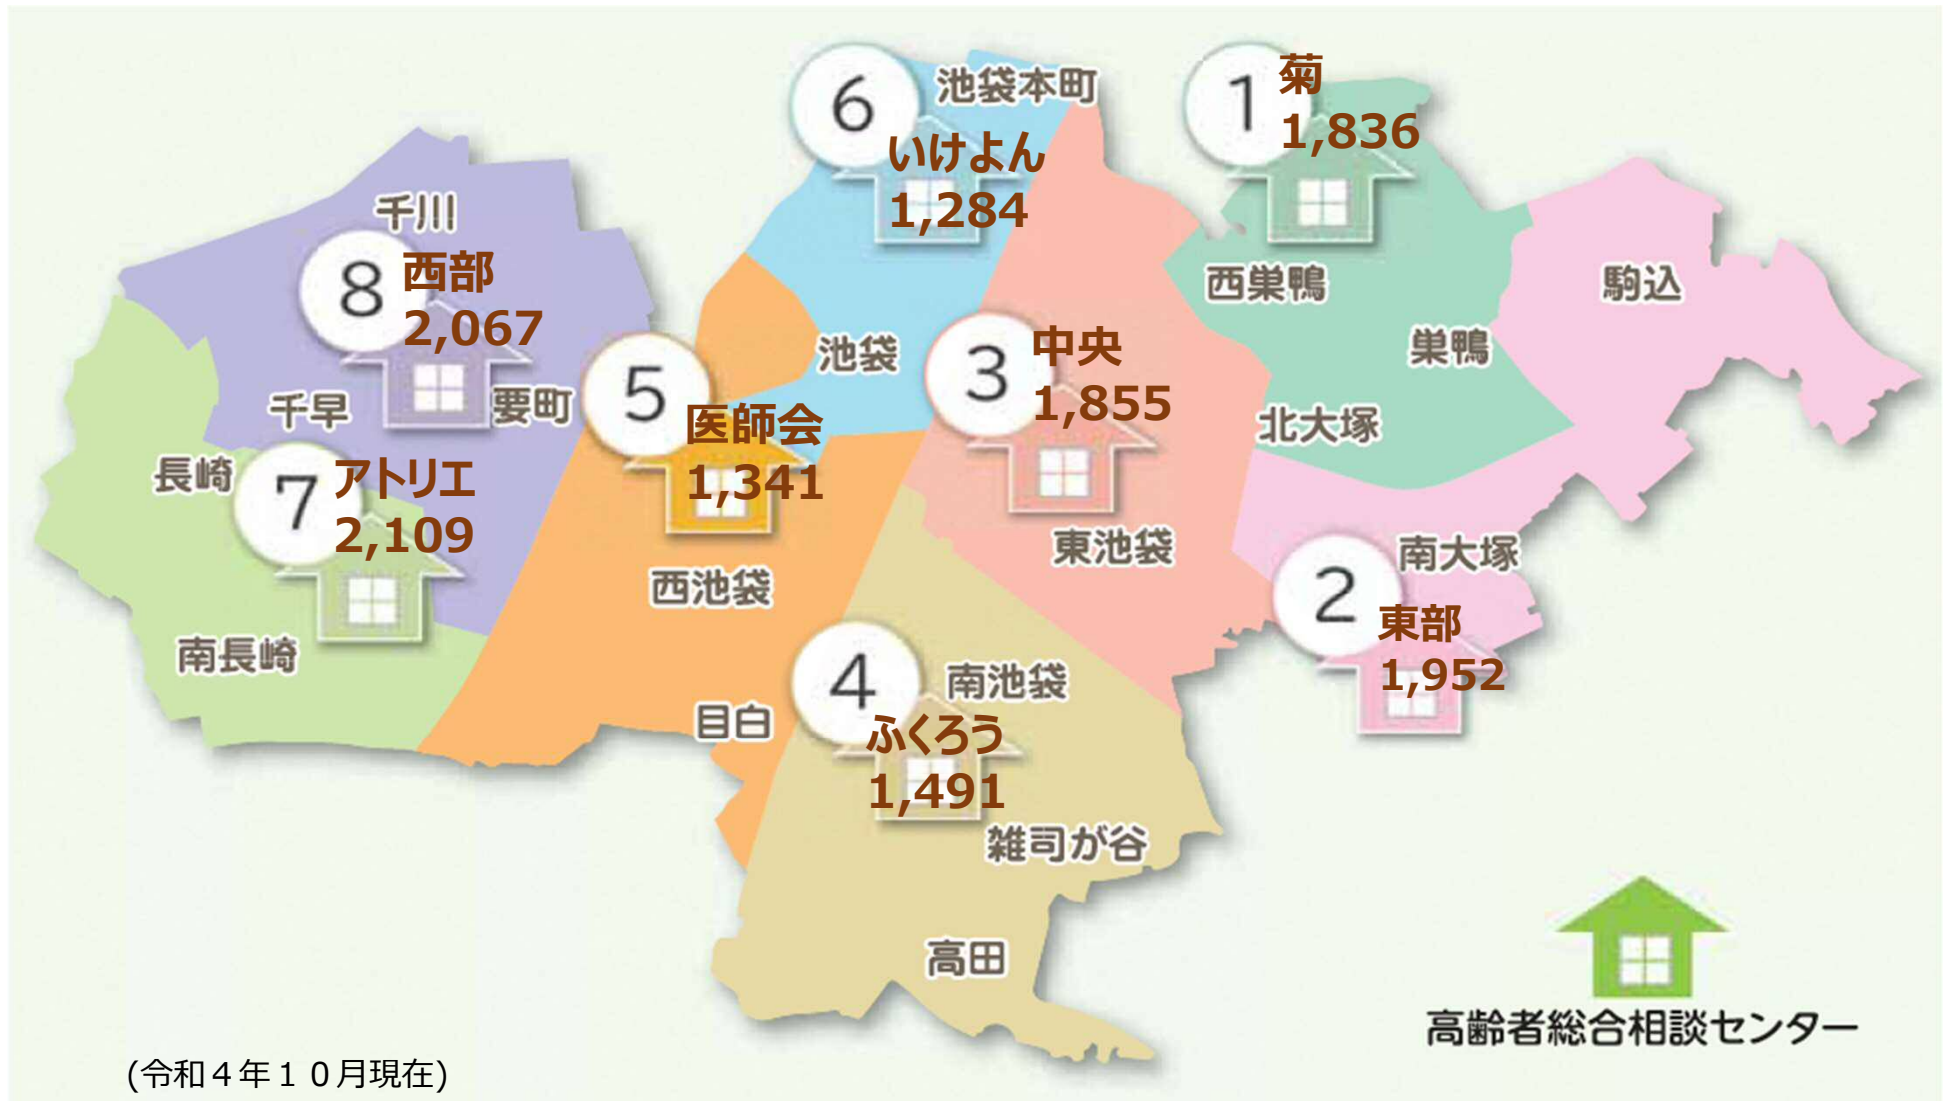 6
池袋本町
いけよん
1,284
1
菊
1,836
千川
8
西部
2,067
西巣鴨
駒込
巣鴨
池袋
5
医師会
1,341
3
中央
1,855
千早
要町
北大塚
長崎
7
アトリエ
2,109
東池袋
南大塚
西池袋
2
東部
1,952
南長崎
目白
4
南池袋
ふくろう
1,491
雑司が谷
高田
高齢者総合相談センター
(令和４年１０月現在)